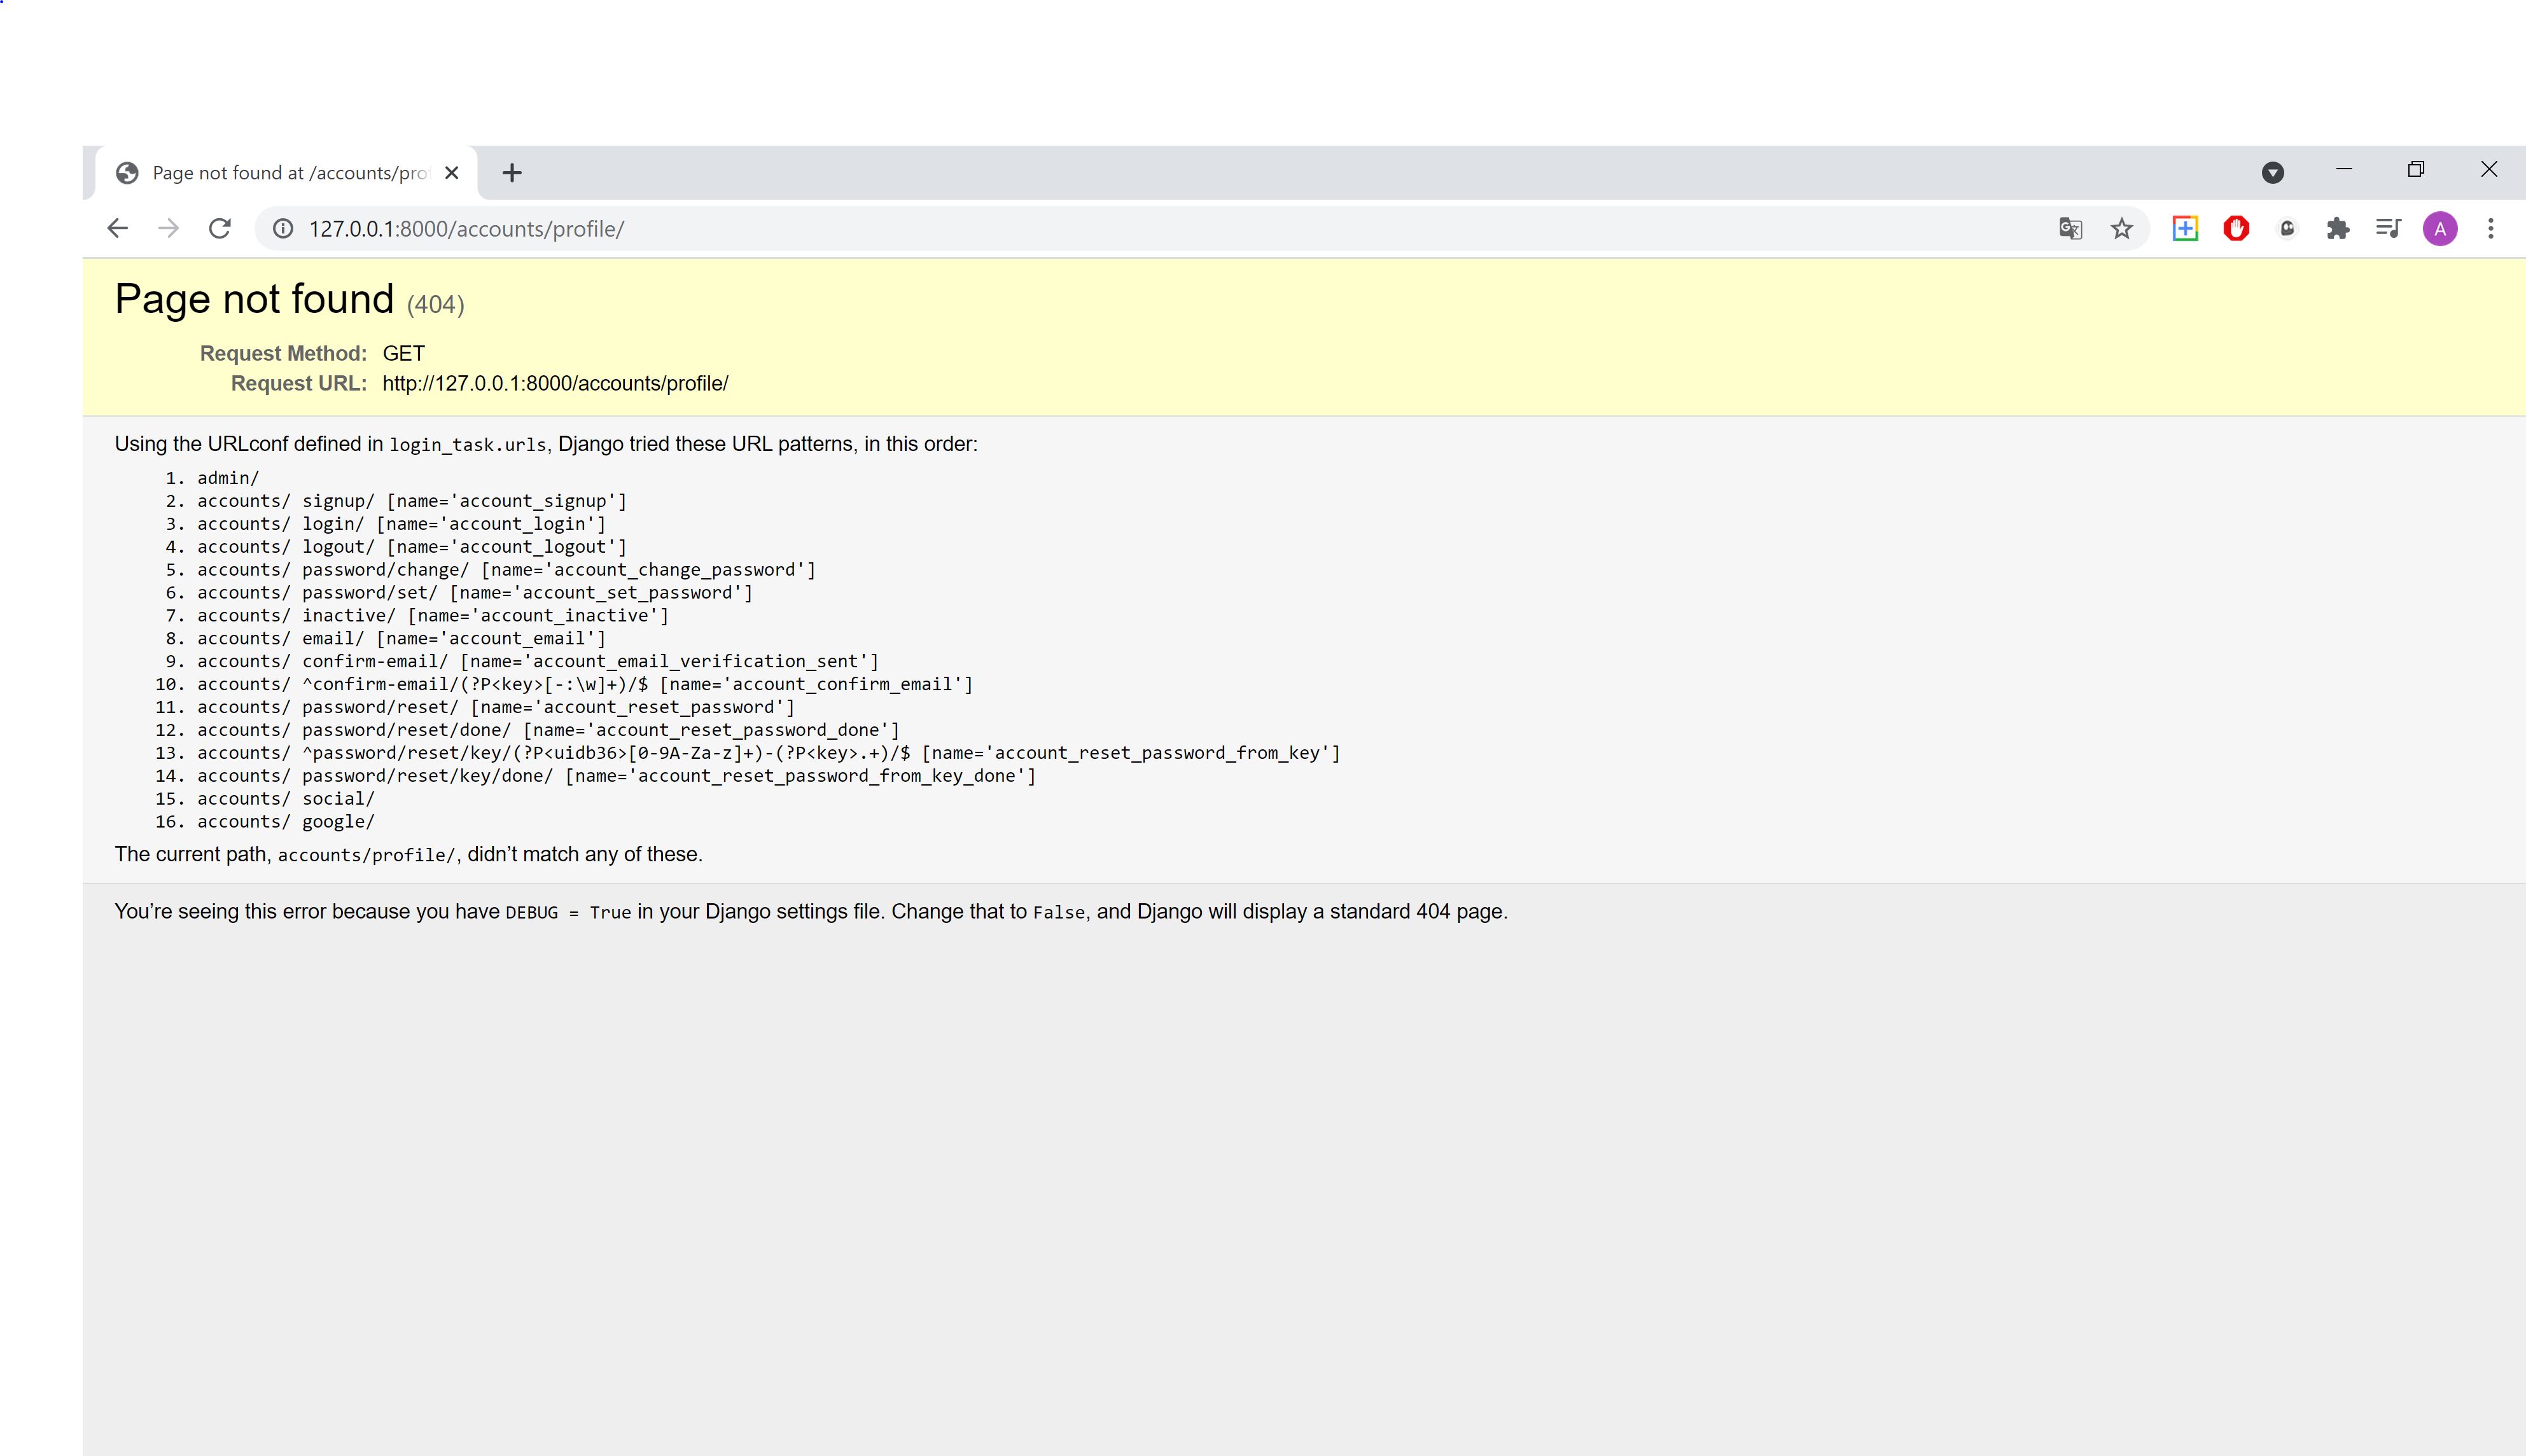 Page not found at /accounts/pro
127.0.0.1:8000/accounts/profile/
A
Page not found (404)
Request Method: GET
Request URL: http://127.0.0.1:8000/accounts/profile/
Using the URLconf defined in login_task.urls, Django tried these URL patterns, in this order:
1. admin/
2. accounts/ signup/ [name='account_signup']
3. accounts/ login/ [name='account_login']
4. accounts/ logout/ [name='account_logout']
5. accounts/ password/change/ [name='account_change_password']
6. accounts/ password/set/ [name='account_set_password']
7. accounts/ inactive/ [name='account_inactive']
8. accounts/ email/ [name='account_email']
9. accounts/ confirm-email/ [name='account_email_verification_sent']
10. accounts/ ^confirm-email/(?P<key>[-:\w]+)/$ [name='account_confirm_email']
11. accounts/ password/reset/ [name='account_reset_password']
12. accounts/ password/reset/done/ [name='account_reset_password_done']
13. accounts/ ^password/reset/key/(?P<uidb36>[0-9A-Za-z]+)-(?P<key>.+)/$ [name='account_reset_password_from_key']
14. accounts/ password/reset/key/done/ [name='account_reset_password_from_key_done']
15. accounts/ social/
16. accounts/ google/
The current path, accounts/profile/, didn’t match any of these.
You’re seeing this error because you have DEBUG = True in your Django settings file. Change that to False, and Django will display a standard 404 page.